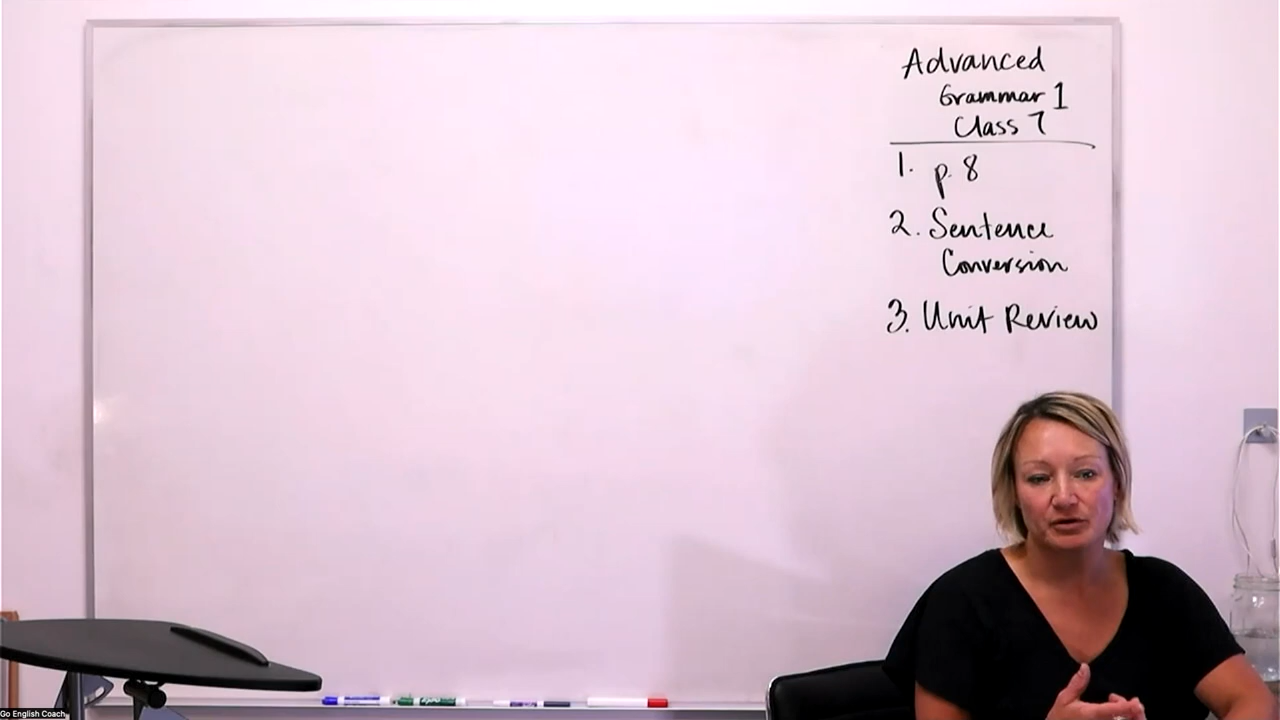 Advanced
Grammar 1
Class 7
1. p. 8
2. Sentence
Conversion
3. Unit Review
Go English Coach